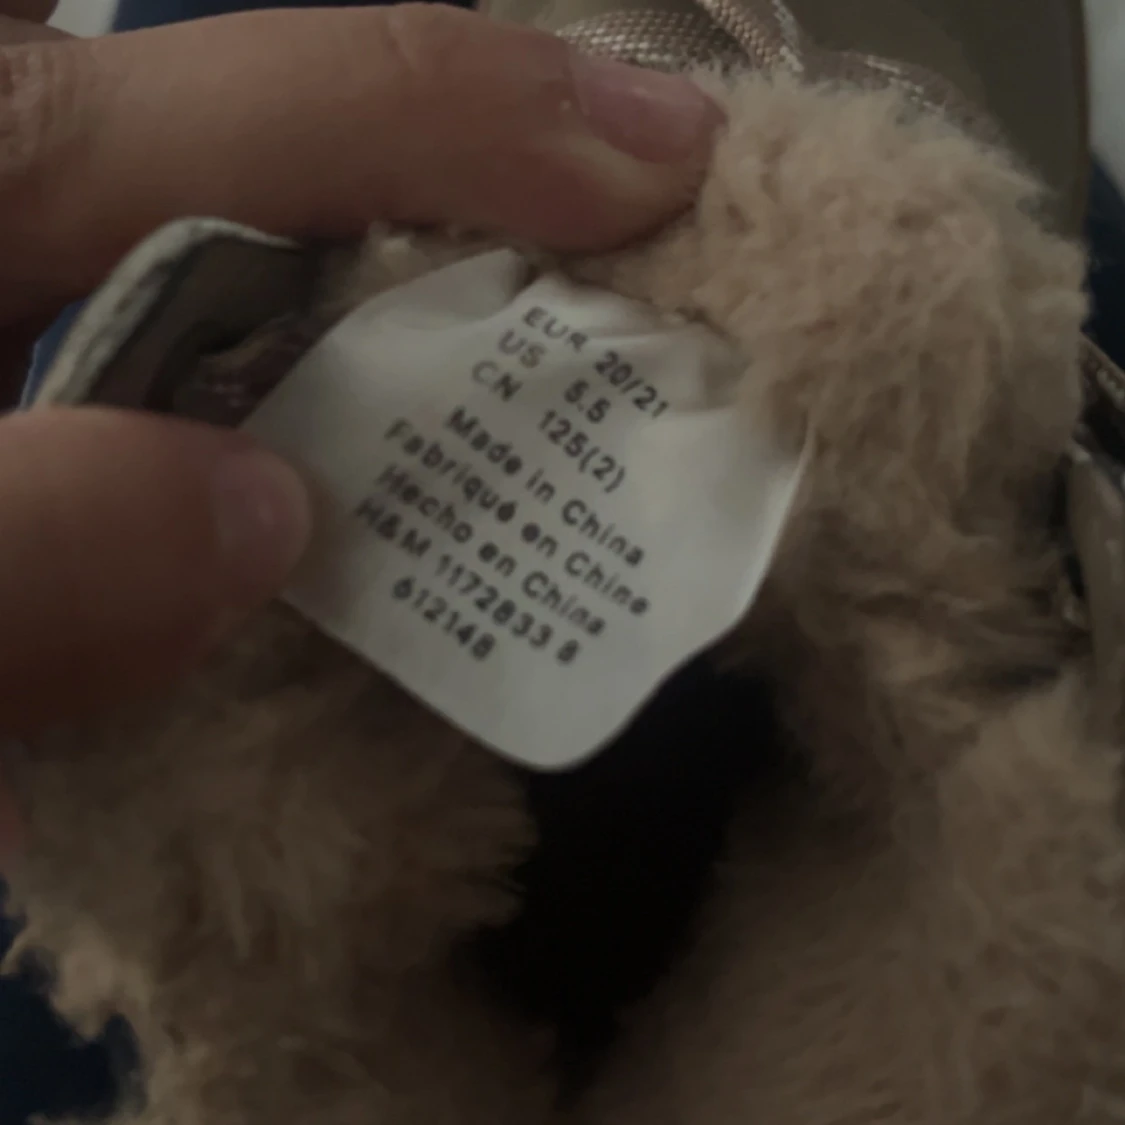 EUR 20/21
US 5.5
CN 125(2)
Made in China
Fabriqué en Chine
Hecho en China
H&M 1172833 8
612148